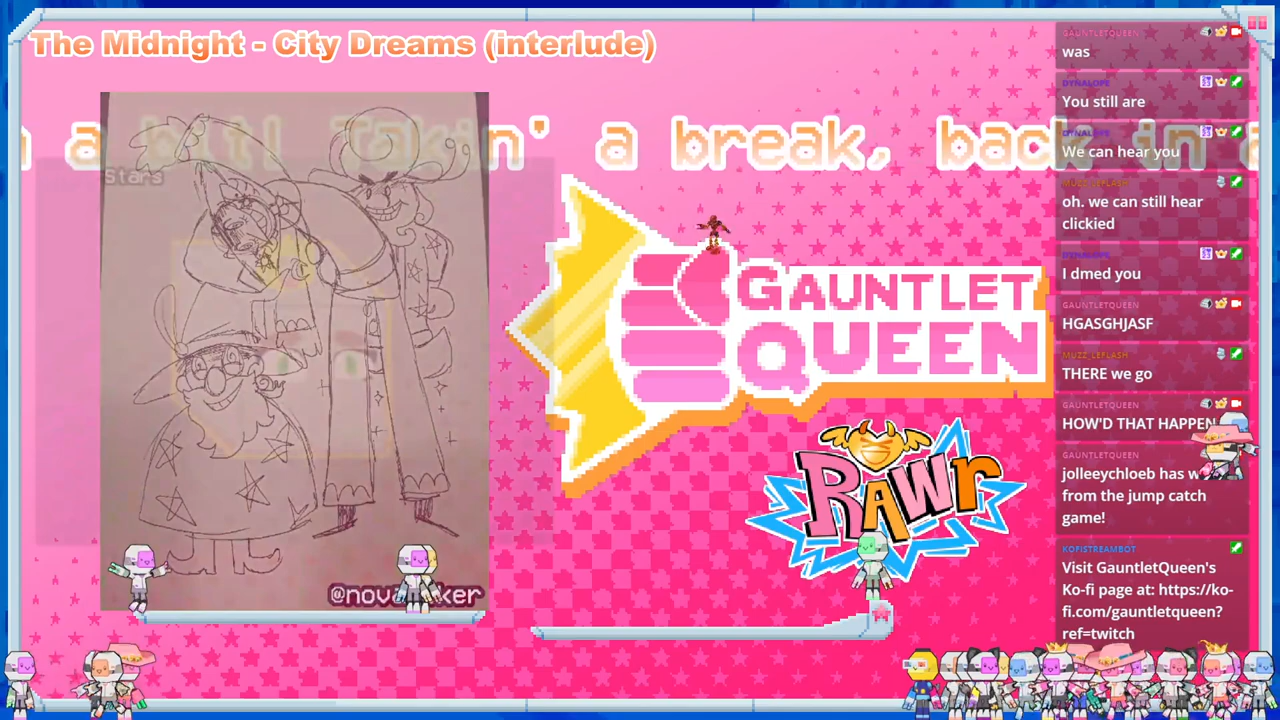 The Midnight - City Dreams (interlude)
a bit! Takin' a break, back in a
Stars
GAUNTLET
QUEEN
RAWr
GAUNTLETQUEEN
was
DYNALOPE
You still are
DYNALOPE
We can hear you
MUZZ_LEFLASH
oh. we can still hear
clickied
DYNALOPE
I dmed you
GAUNTLETQUEEN
HGASGHJASF
MUZZ_LEFLASH
THERE we go
GAUNTLETQUEEN
HOW'D THAT HAPPEN
GAUNTLETQUEEN
jolleeychloeb has
from the jump catch
game!
KOFISTREAMBOT
Visit GauntletQueen's
Ko-fi page at: https://ko-
fi.com/gauntletqueen?
ref=twitch